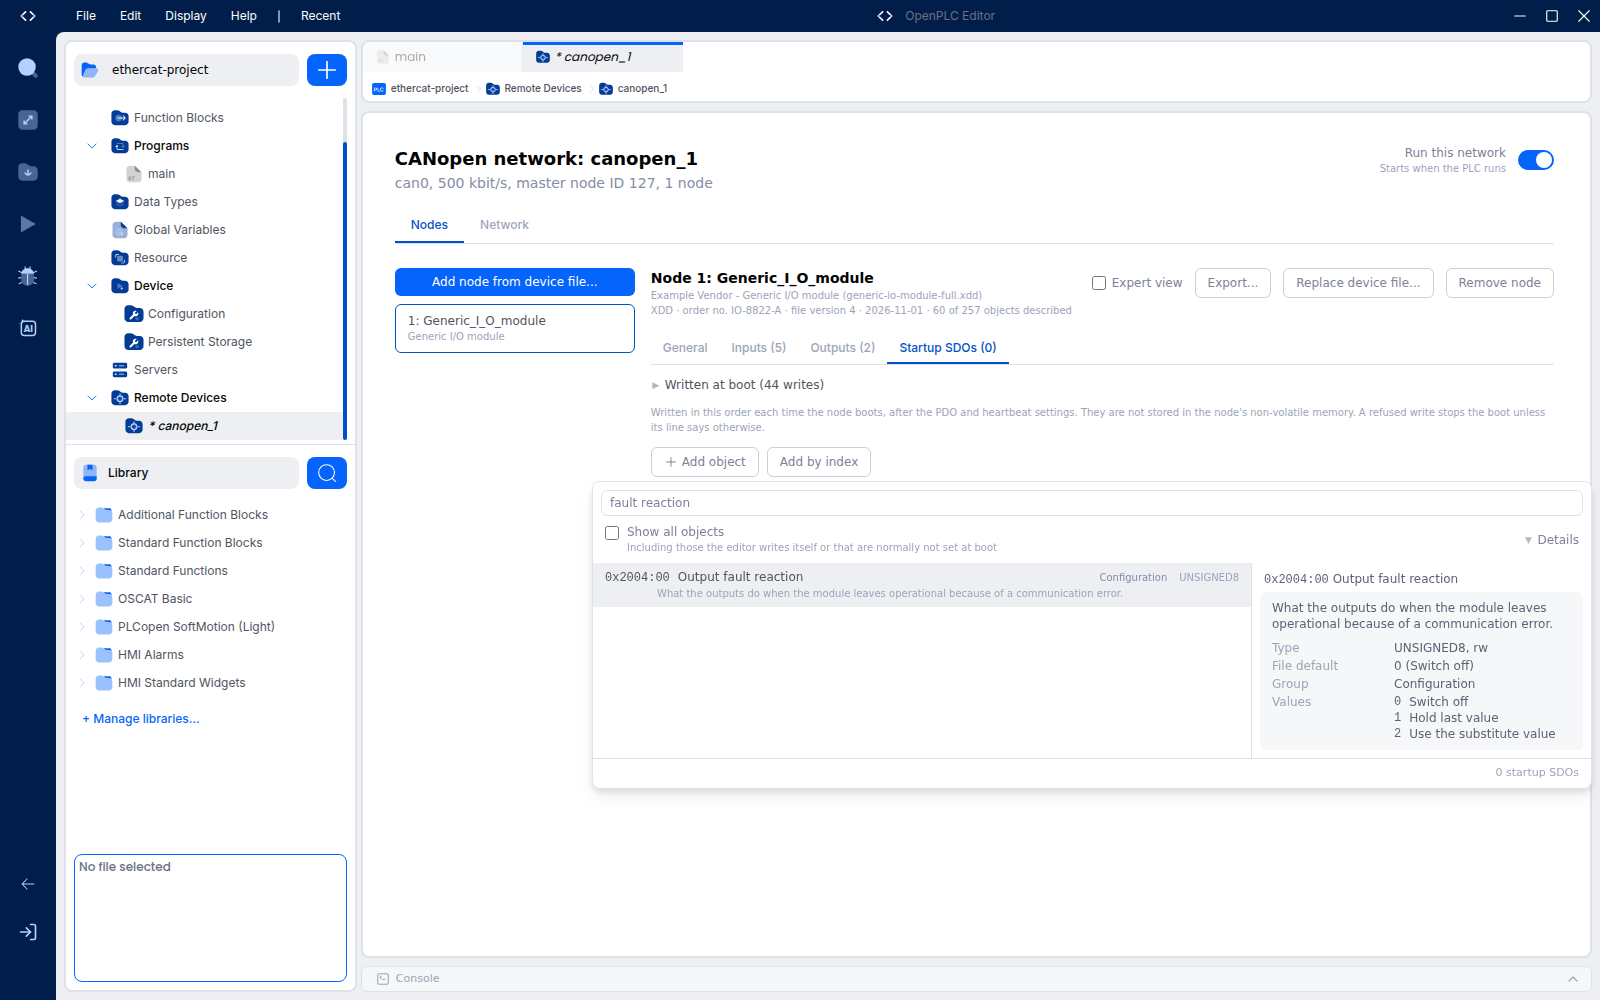 File Edit Display Help | Recent
OpenPLC Editor
ethercat-project
Function Blocks
Programs
main
Data Types
Global Variables
Resource
Device
Configuration
Persistent Storage
Servers
Remote Devices
* canopen_1
Library
Additional Function Blocks
Standard Function Blocks
Standard Functions
OSCAT Basic
PLCopen SoftMotion (Light)
HMI Alarms
HMI Standard Widgets
+ Manage libraries...
No file selected
AI
main
* canopen_1
PLC ethercat-project Remote Devices canopen_1
CANopen network: canopen_1
can0, 500 kbit/s, master node ID 127, 1 node
Run this network
Starts when the PLC runs
Nodes Network
Add node from device file...
1: Generic_I_O_module
Generic I/O module
Node 1: Generic_I_O_module
Example Vendor - Generic I/O module (generic-io-module-full.xdd)
XDD · order no. IO-8822-A · file version 4 · 2026-11-01 · 60 of 257 objects described
Expert view Export... Replace device file... Remove node
General Inputs (5) Outputs (2) Startup SDOs (0)
Written at boot (44 writes)
Written in this order each time the node boots, after the PDO and heartbeat settings. They are not stored in the node's non-volatile memory. A refused write stops the boot unless
its line says otherwise.
+ Add object Add by index
fault reaction
Show all objects
Including those the editor writes itself or that are normally not set at boot
Details
0x2004:00 Output fault reaction Configuration UNSIGNED8
What the outputs do when the module leaves operational because of a communication error.
0x2004:00 Output fault reaction
What the outputs do when the module leaves
operational because of a communication error.
Type UNSIGNED8, rw
File default 0 (Switch off)
Group Configuration
Values 0 Switch off
1 Hold last value
2 Use the substitute value
0 startup SDOs
Console